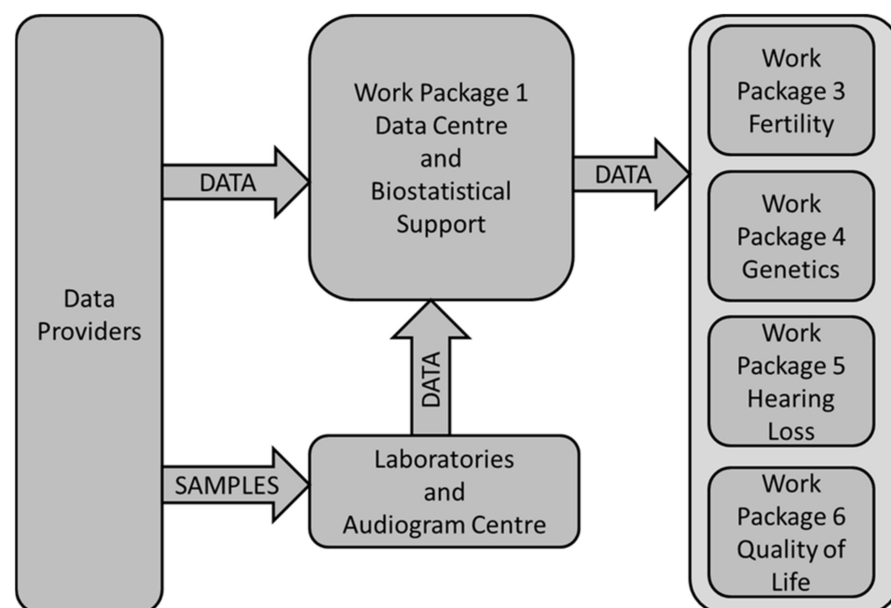 Data
Providers
DATA
SAMPLES
Work Package 1
Data Centre
and
Biostatistical
Support
DATA
Laboratories
and
Audiogram Centre
DATA
Work
Package 3
Fertility
Work
Package 4
Genetics
Work
Package 5
Hearing
Loss
Work
Package 6
Quality of
Life